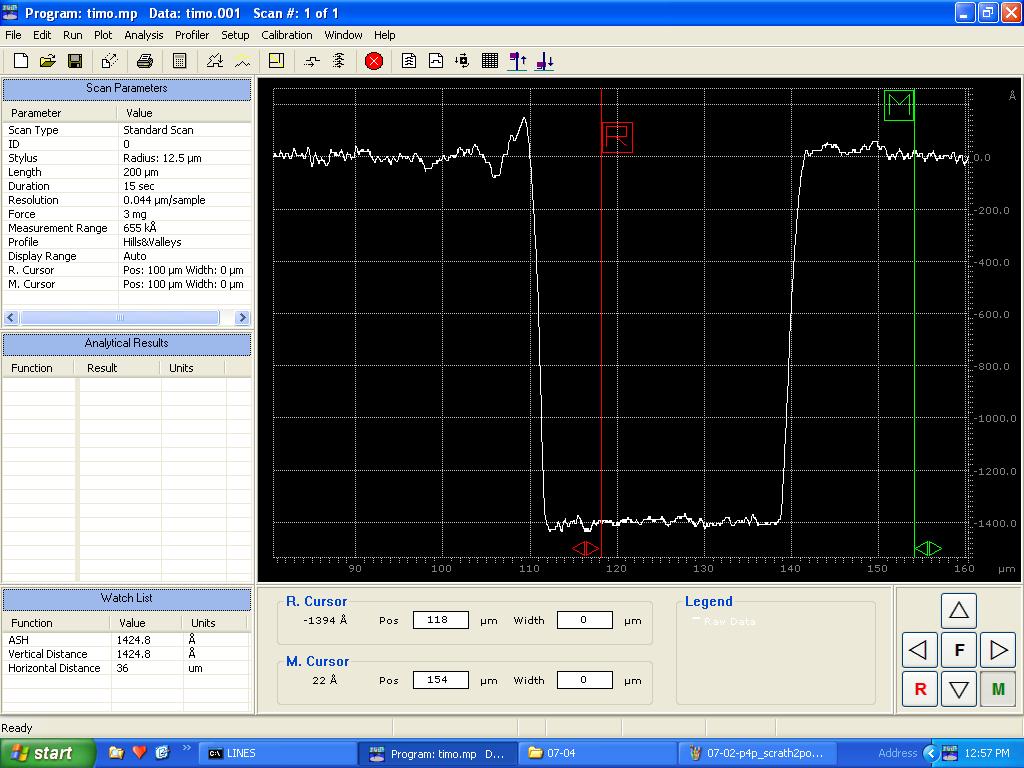 Program: timo.mp   Data: timo.001   Scan #: 1 of 1
File   Edit   Run   Plot   Analysis   Profiler   Setup   Calibration   Window   Help
Scan Parameters
Parameter   Value
Scan Type   Standard Scan
ID   0
Stylus   Radius: 12.5 µm
Length   200 µm
Duration   15 sec
Resolution   0.044 µm/sample
Force   3 mg
Measurement Range   655 kÅ
Profile   Hills&Valleys
Display Range   Auto
R. Cursor   Pos: 100 µm Width: 0 µm
M. Cursor   Pos: 100 µm Width: 0 µm
Analytical Results
Function   Result   Units
Watch List
Function   Value   Units
ASH   1424.8   Å
Vertical Distance   1424.8   Å
Horizontal Distance   36   um
R
M
Å
0.0
-200.0
-400.0
-600.0
-800.0
-1000.0
-1200.0
-1400.0
90   100   110   120   130   140   150   160   µm
R. Cursor
-1394 Å   Pos   118   µm   Width   0   µm
M. Cursor
22 Å   Pos   154   µm   Width   0   µm
Legend
Raw Data
F
R   M
Ready
start   LINES   Program: timo.mp D...   07-04   07-02-p4p_scrath2po...   Address   12:57 PM